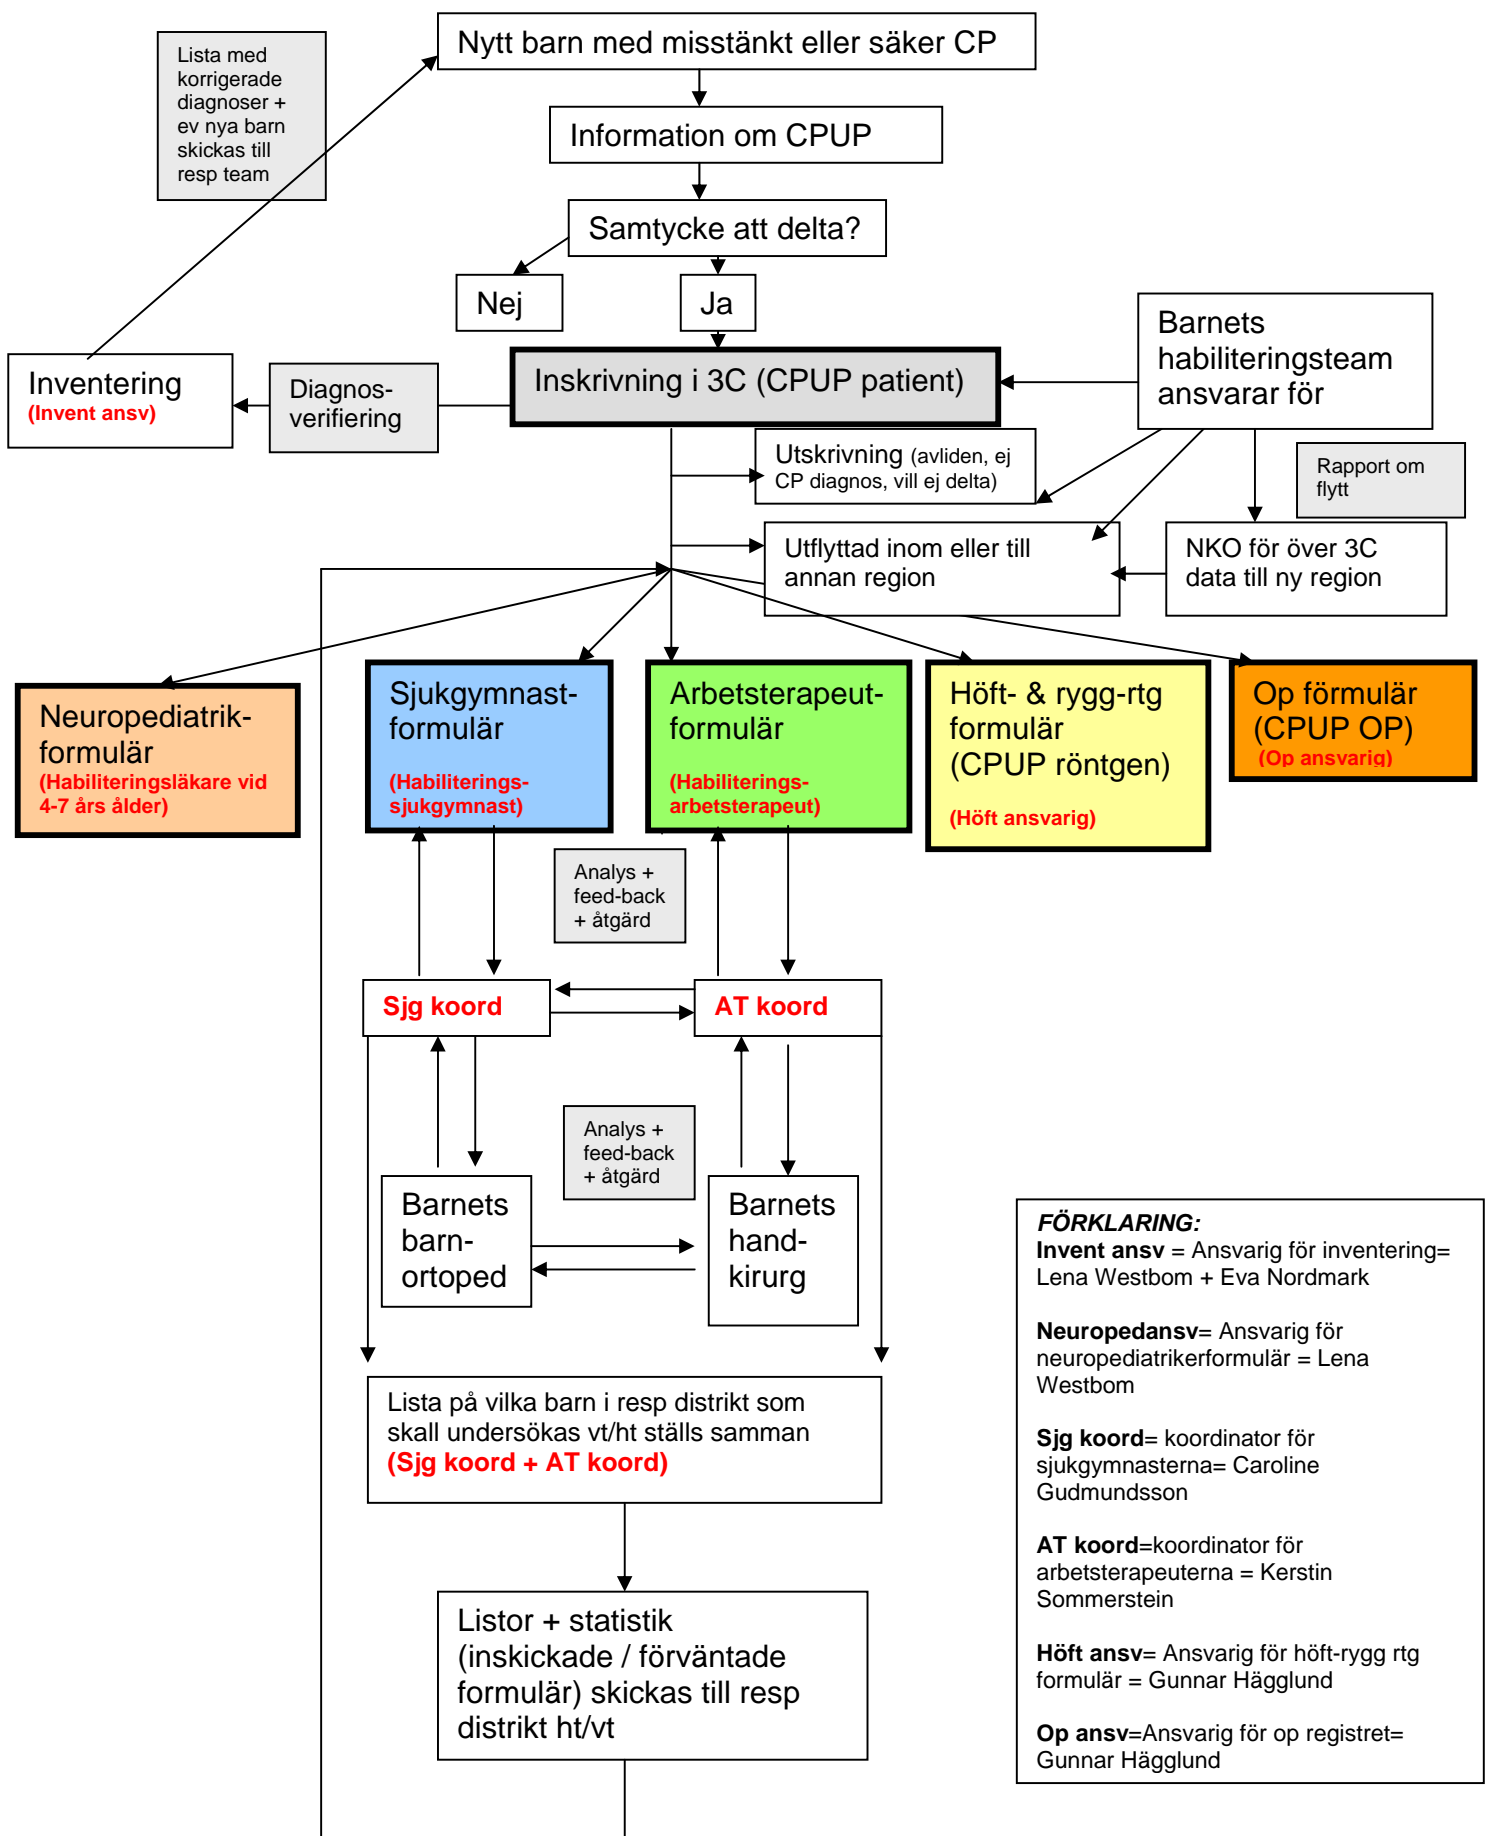 Nytt barn med misstänkt eller säker CP
Lista med
korrigerade
diagnoser +
ev nya barn
skickas till
resp team
Information om CPUP
Samtycke att delta?
Nej
Ja
Barnets
habiliteringsteam
ansvarar för
Inventering
(Invent ansv)
Diagnos-
verifiering
Inskrivning i 3C (CPUP patient)
Utskrivning (avliden, ej
CP diagnos, vill ej delta)
Rapport om
flytt
Utflyttad inom eller till
annan region
NKO för över 3C
data till ny region
Neuropediatrik-
formulär
(Habiliteringsläkare vid
4-7 års ålder)
Sjukgymnast-
formulär
(Habiliterings-
sjukgymnast)
Arbetsterapeut-
formulär
(Habiliterings-
arbetsterapeut)
Höft- & rygg-rtg
formulär
(CPUP röntgen)
(Höft ansvarig)
Op förmulär
(CPUP OP)
(Op ansvarig)
Analys +
feed-back
+ åtgärd
Sjg koord
AT koord
Analys +
feed-back
+ åtgärd
Barnets
barn-
ortoped
Barnets
hand-
kirurg
Lista på vilka barn i resp distrikt som
skall undersökas vt/ht ställs samman
(Sjg koord + AT koord)
Listor + statistik
(inskickade / förväntade
formulär) skickas till resp
distrikt ht/vt
FÖRKLARING:
Invent ansv = Ansvarig för inventering=
Lena Westbom + Eva Nordmark
Neuropedansv= Ansvarig för
neuropediatrikerformulär = Lena
Westbom
Sjg koord= koordinator för
sjukgymnasterna= Caroline
Gudmundsson
AT koord=koordinator för
arbetsterapeuterna = Kerstin
Sommerstein
Höft ansv= Ansvarig för höft-rygg rtg
formulär = Gunnar Hägglund
Op ansv=Ansvarig för op registret=
Gunnar Hägglund